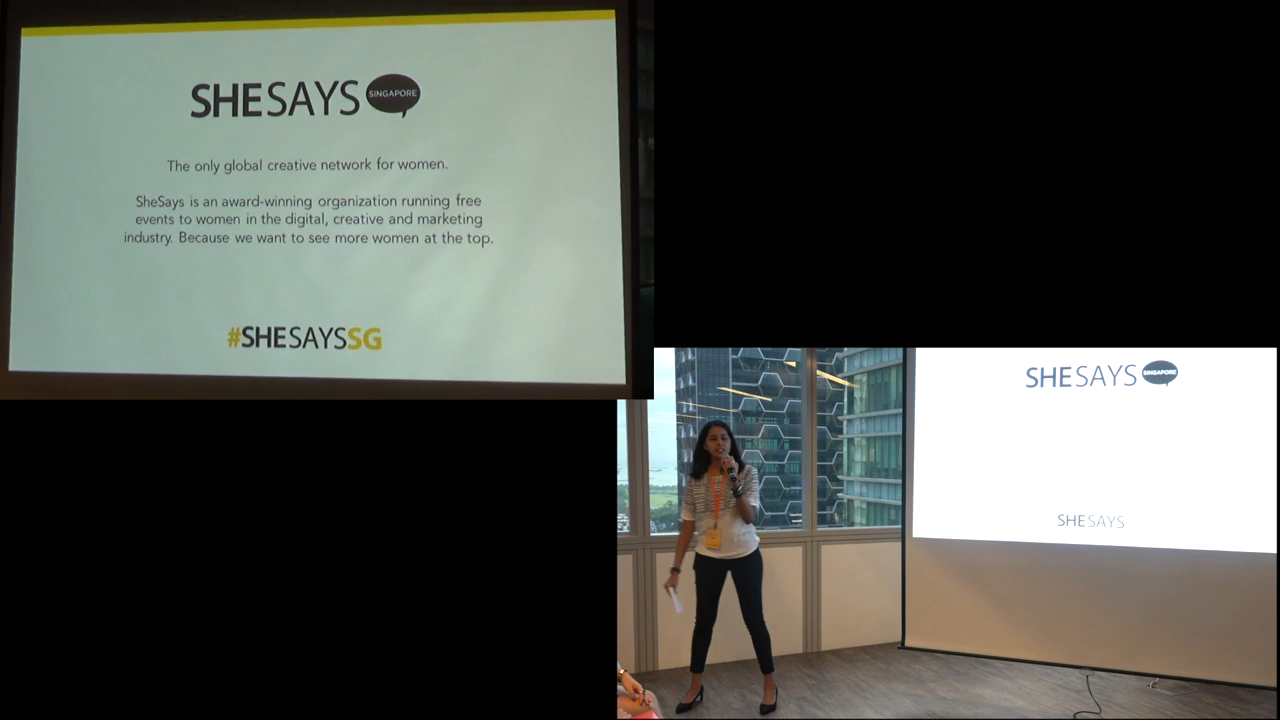 SHESAYS SINGAPORE
The only global creative network for women.
SheSays is an award-winning organization running free
events to women in the digital, creative and marketing
industry. Because we want to see more women at the top.
#SHESAYSSG
SHESAYS SINGAPORE
SHESAYS